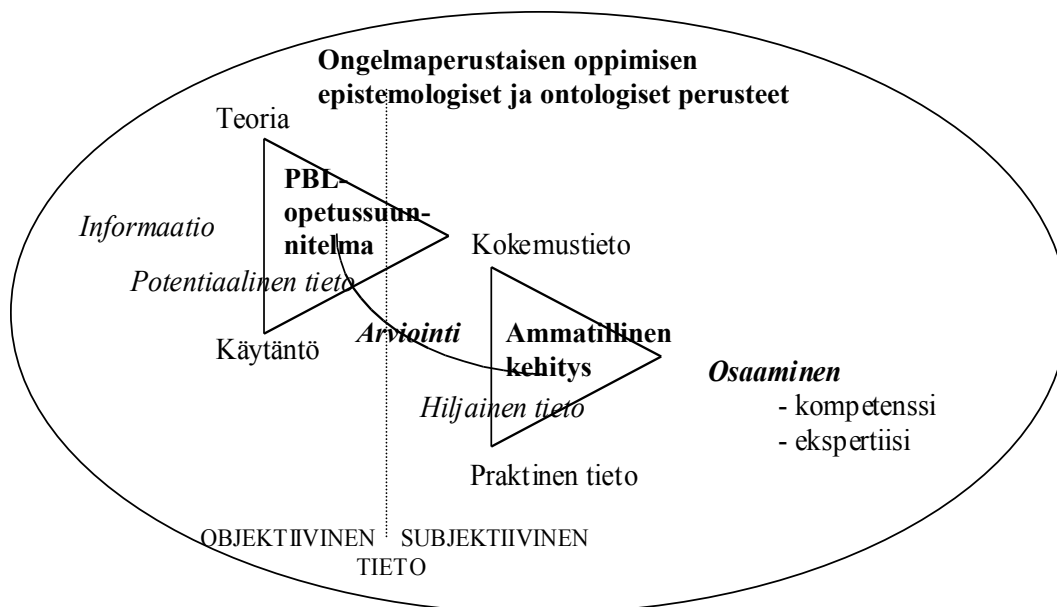 Ongelmaperustaisen oppimisen
epistemologiset ja ontologiset perusteet
Teoria
PBL-
opetussuun-
nitelma
Informaatio
Kokemustieto
Potentiaalinen tieto
Käytäntö
Arviointi
Ammatillinen
kehitys
Osaaminen
- kompetenssi
- ekspertiisi
Hiljainen tieto
Praktinen tieto
OBJEKTIIVINEN SUBJEKTIIVINEN
TIETO